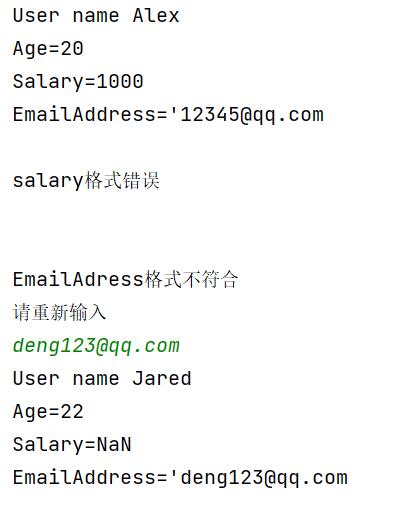 User name Alex
Age=20
Salary=1000
EmailAddress='12345@qq.com
salary格式错误
EmailAdress格式不符合
请重新输入
deng123@qq.com
User name Jared
Age=22
Salary=NaN
EmailAddress='deng123@qq.com